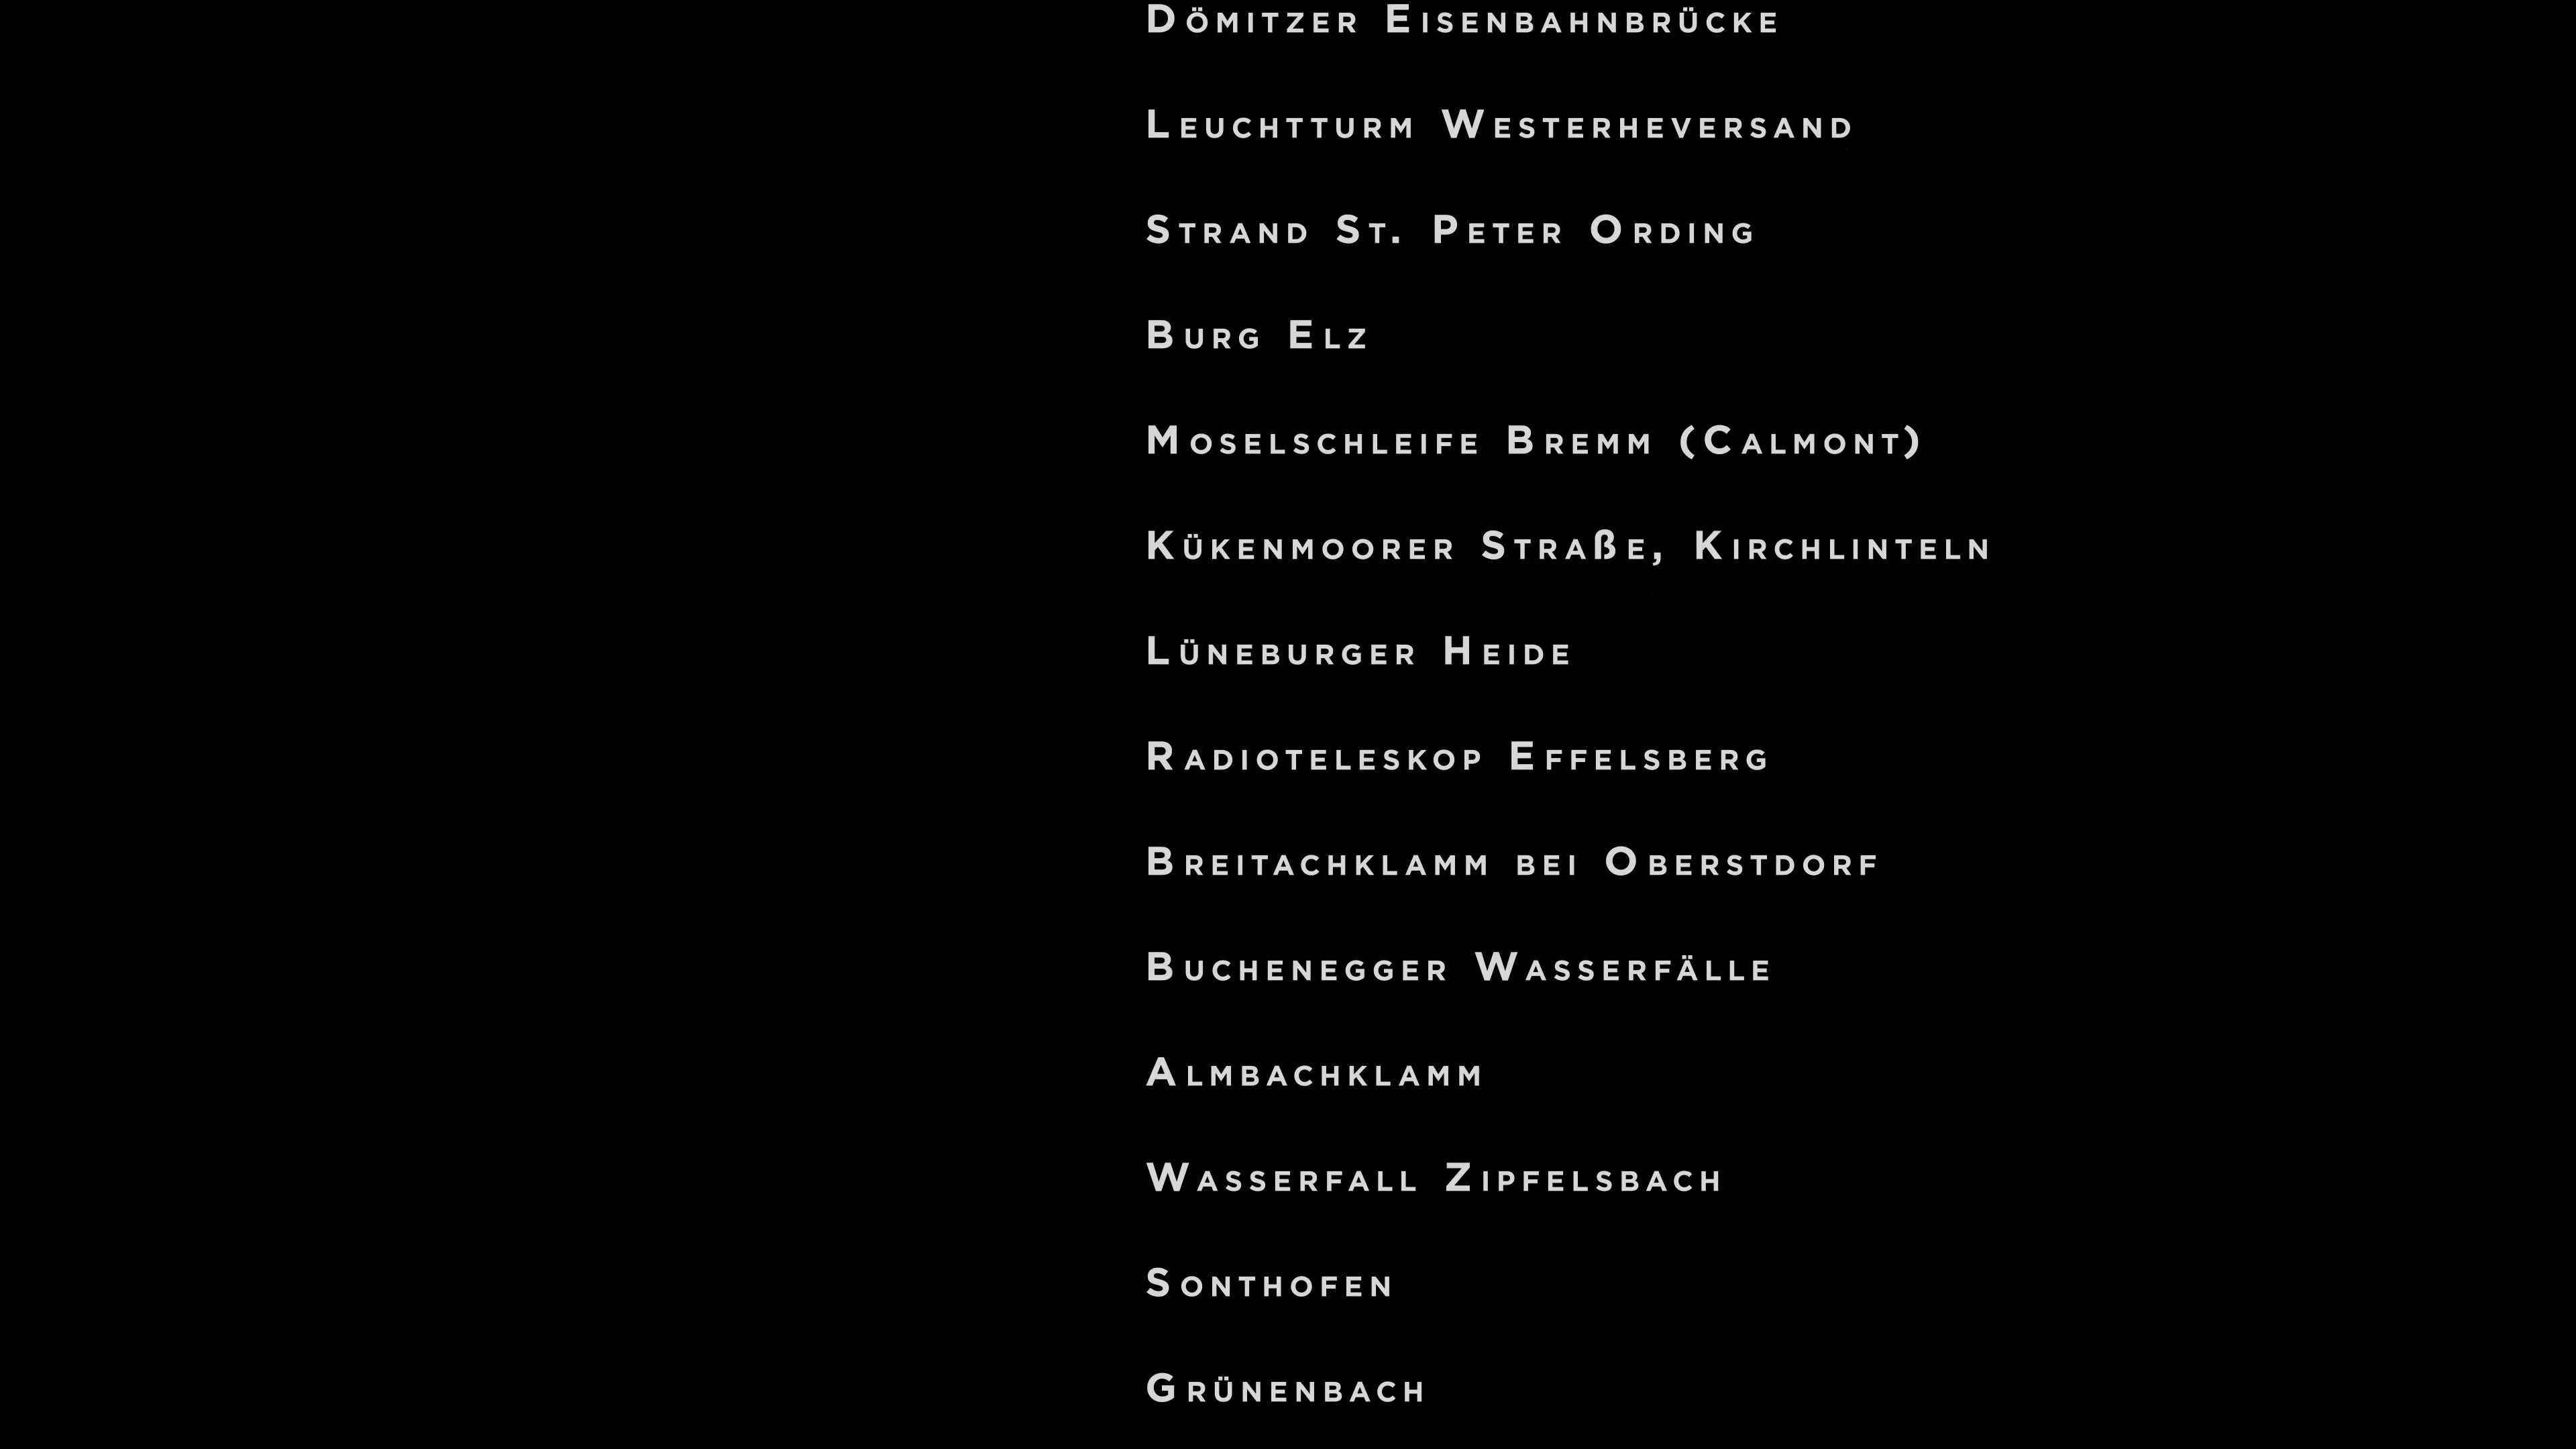 Dömitzer Eisenbahnbrücke
Leuchtturm Westerheversand
Strand St. Peter Ording
Burg Elz
Moselschleife Bremm (Calmont)
Kükenmoorer Straße, Kirchlinteln
Lüneburger Heide
Radioteleskop Effelsberg
Breitachklamm bei Oberstdorf
Buchenegger Wasserfälle
Almbachklamm
Wasserfall Zipfelsbach
Sonthofen
Grünenbach